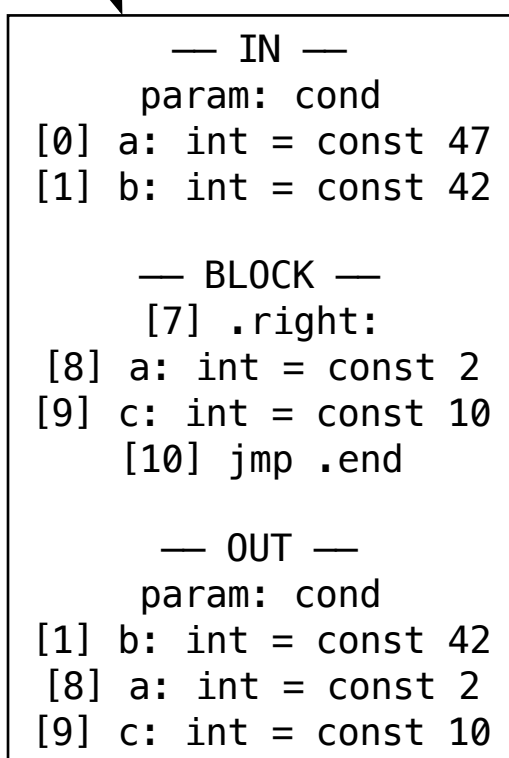 — IN —
param: cond
[0] a: int = const 47
[1] b: int = const 42
— BLOCK —
[7] .right:
[8] a: int = const 2
[9] c: int = const 10
[10] jmp .end
— OUT —
param: cond
[1] b: int = const 42
[8] a: int = const 2
[9] c: int = const 10